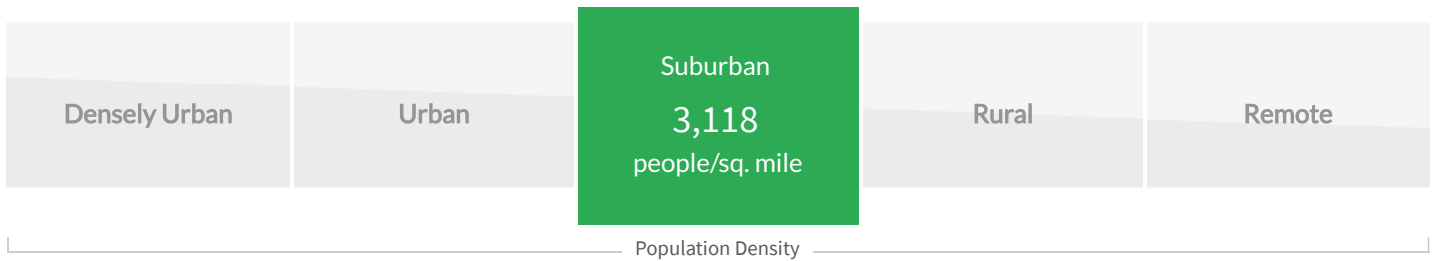 Densely Urban
Urban
Suburban
3,118
people/sq. mile
Rural
Remote
Population Density